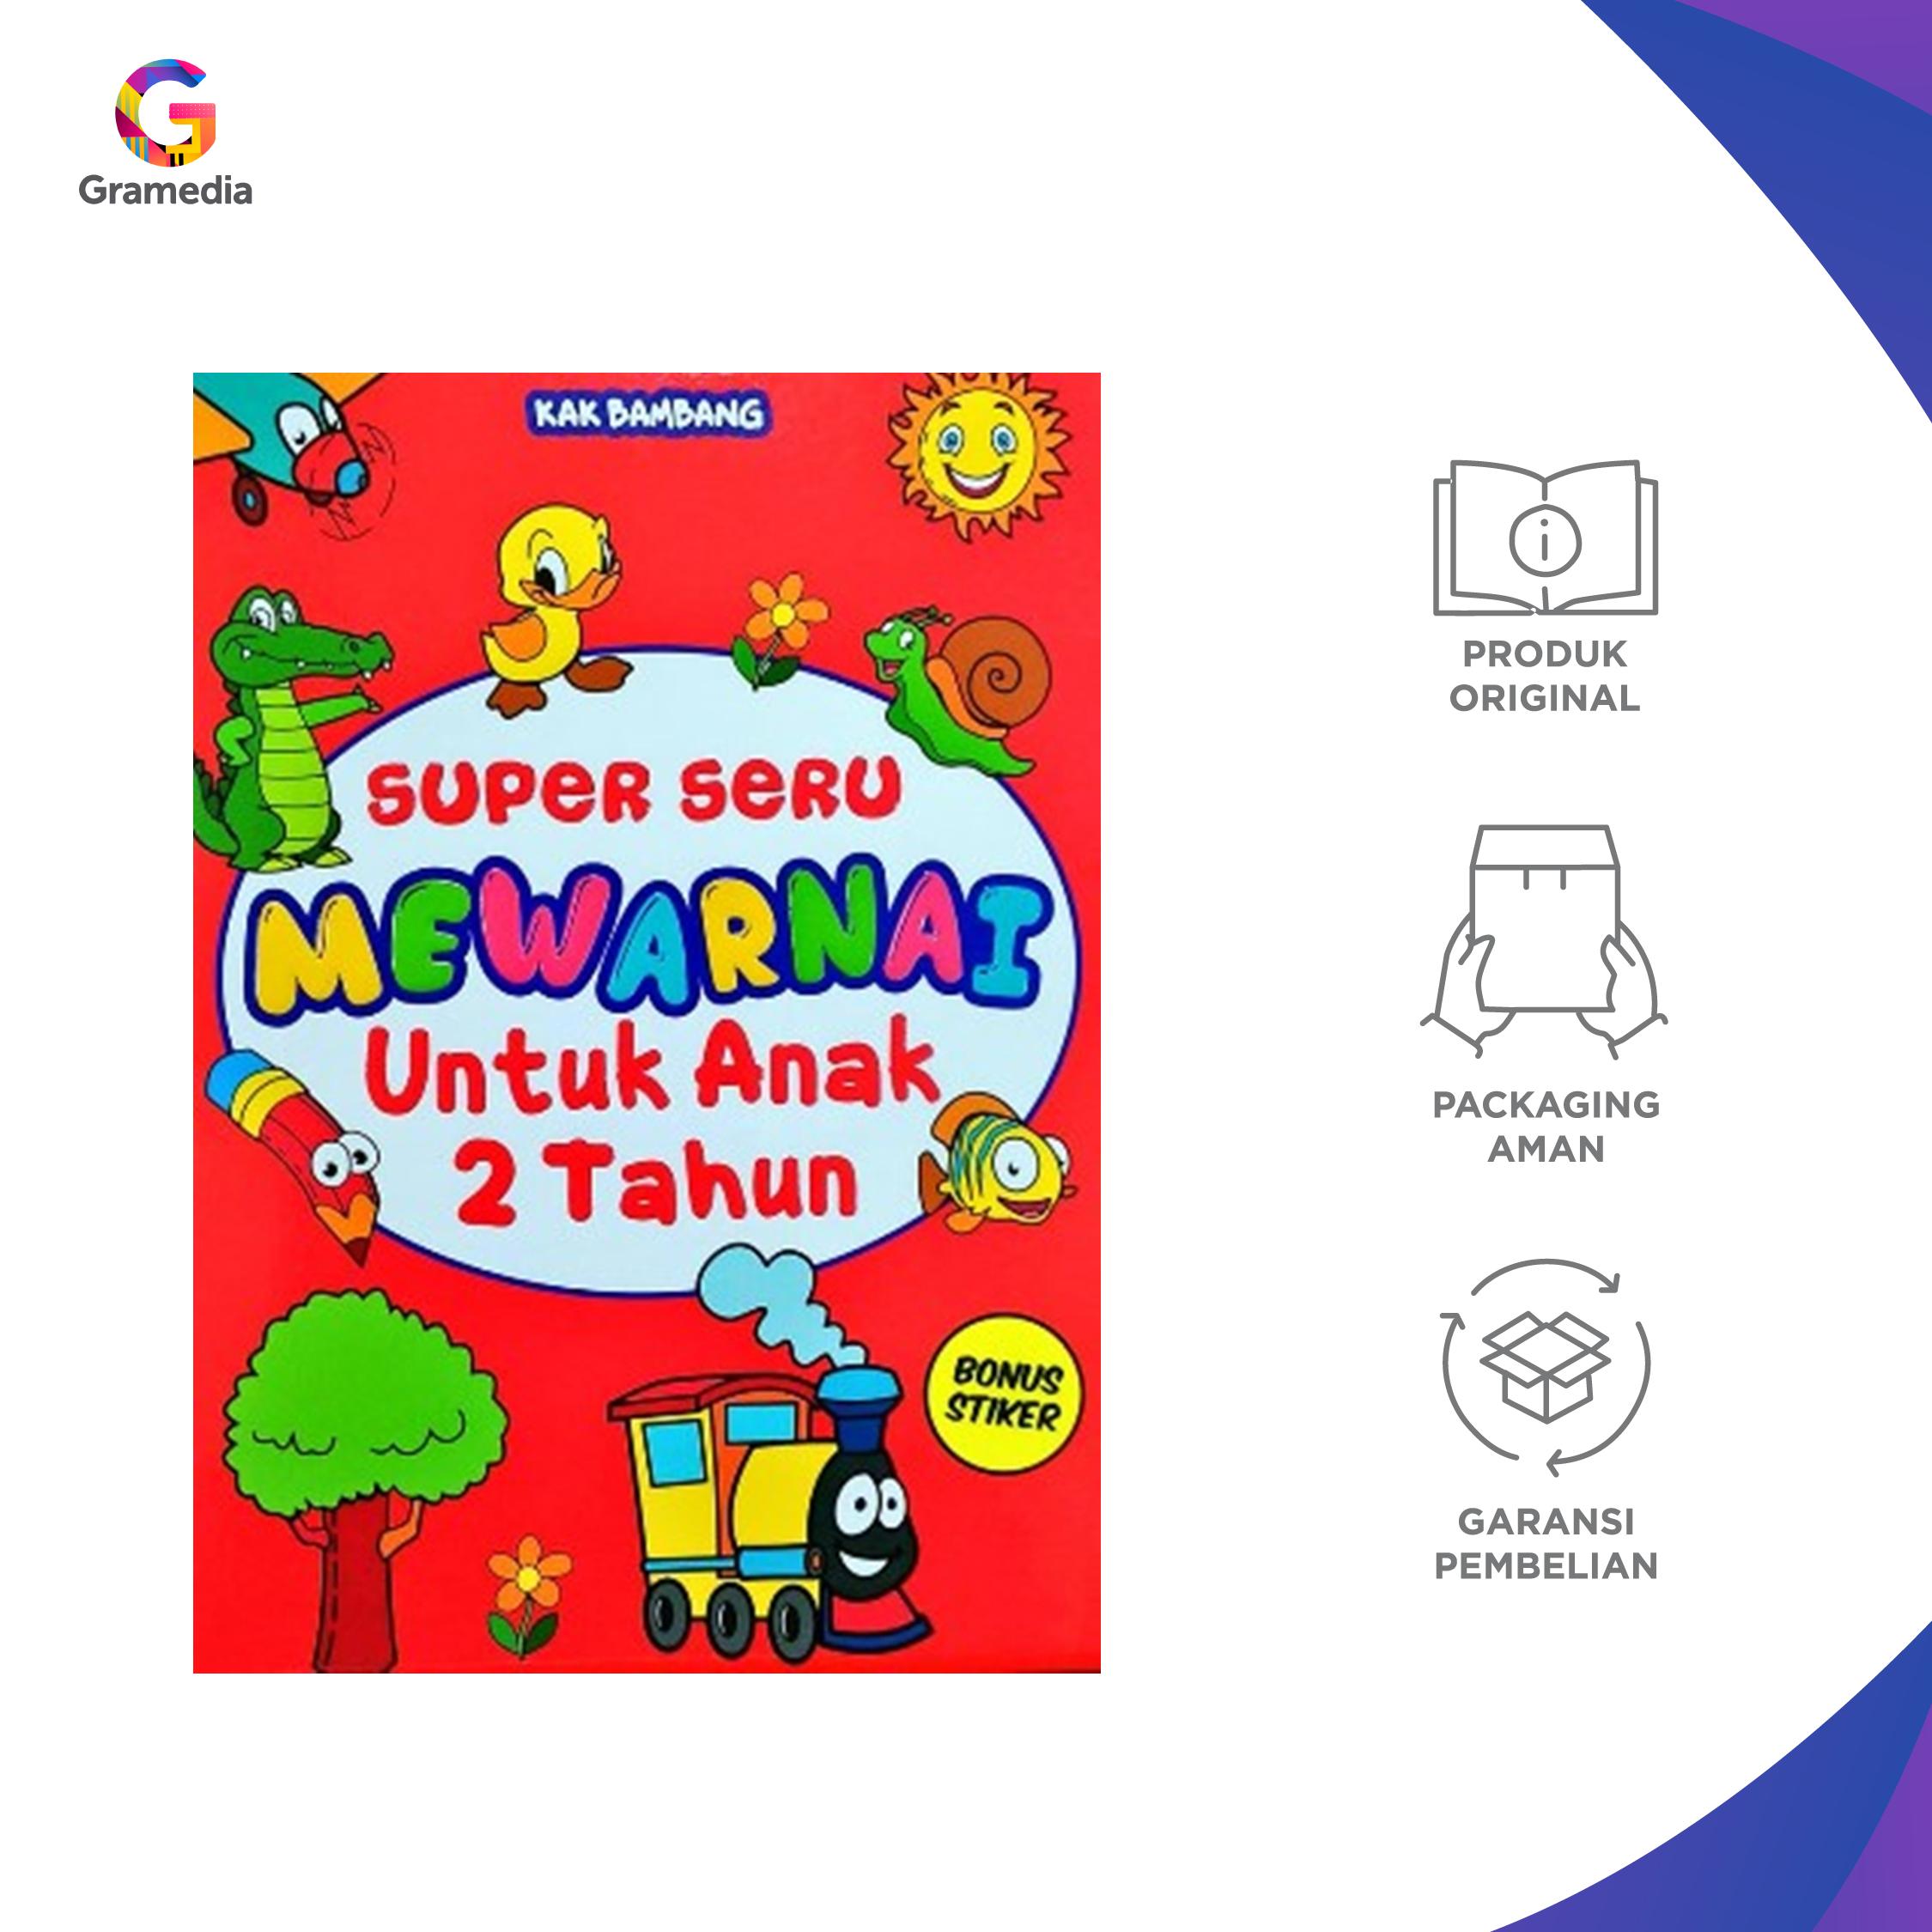 Gramedia
KAK BAMBANG
SUPER SERU
MEWARNAI
Untuk Anak
2 Tahun
BONUS
STIKER
PRODUK
ORIGINAL
PACKAGING
AMAN
GARANSI
PEMBELIAN